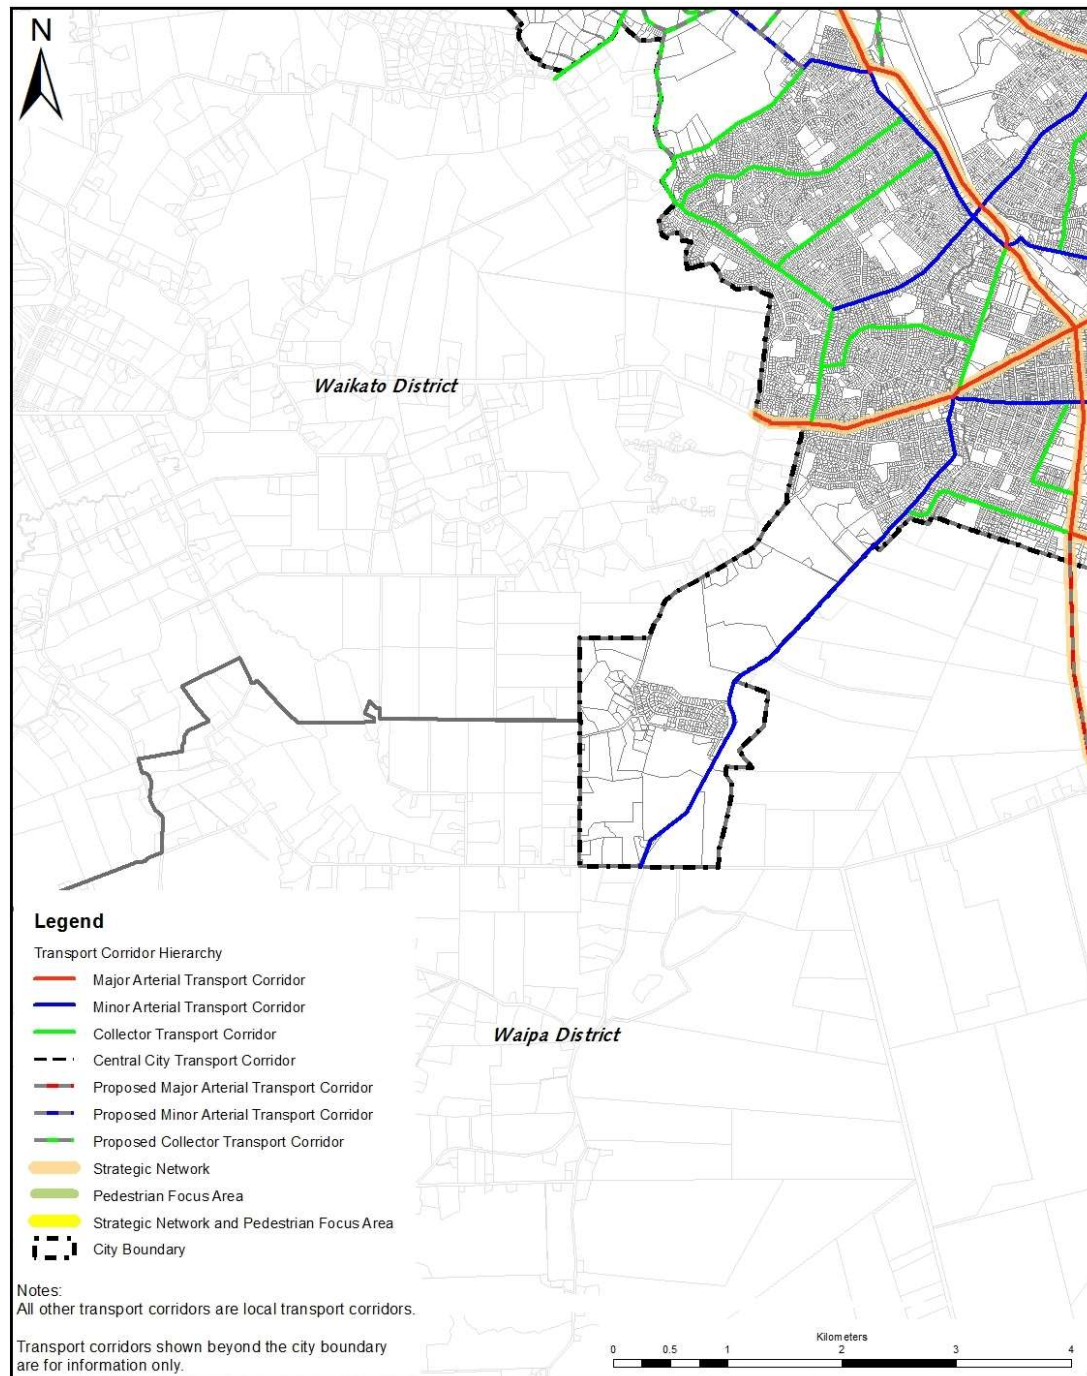 N
Waikato District
Waipa District
Legend
Transport Corridor Hierarchy
Major Arterial Transport Corridor
Minor Arterial Transport Corridor
Collector Transport Corridor
Central City Transport Corridor
Proposed Major Arterial Transport Corridor
Proposed Minor Arterial Transport Corridor
Proposed Collector Transport Corridor
Strategic Network
Pedestrian Focus Area
Strategic Network and Pedestrian Focus Area
City Boundary
Notes:
All other transport corridors are local transport corridors.
Transport corridors shown beyond the city boundary
are for information only.
Kilometers
0 0.5 1 2 3 4